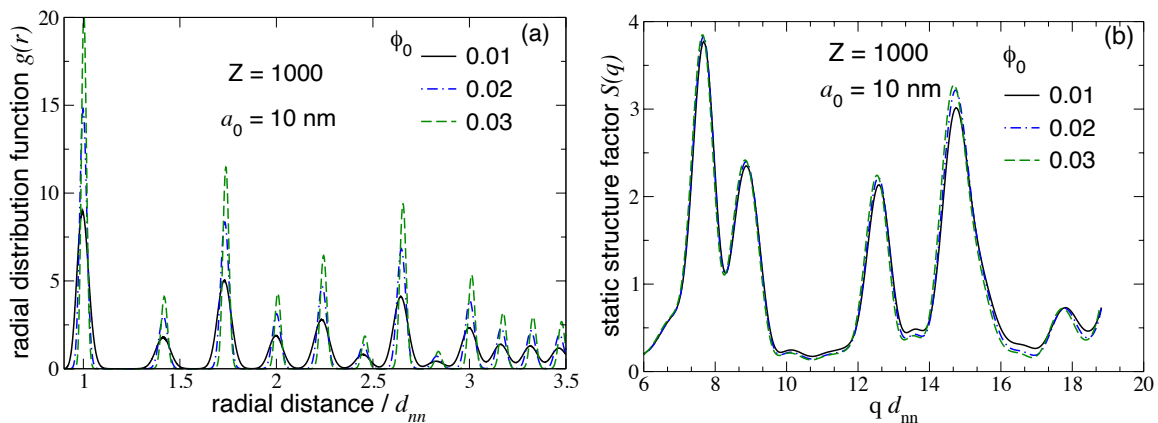 (a)
radial distribution function g(r)
20
15
10
5
0
Z = 1000
a₀ = 10 nm
ϕ₀
0.01
0.02
0.03
1 1.5 2 2.5 3 3.5
radial distance / dₙₙ
(b)
static structure factor S(q)
4
3
2
1
0
Z = 1000
a₀ = 10 nm
ϕ₀
0.01
0.02
0.03
6 8 10 12 14 16 18 20
q dₙₙ